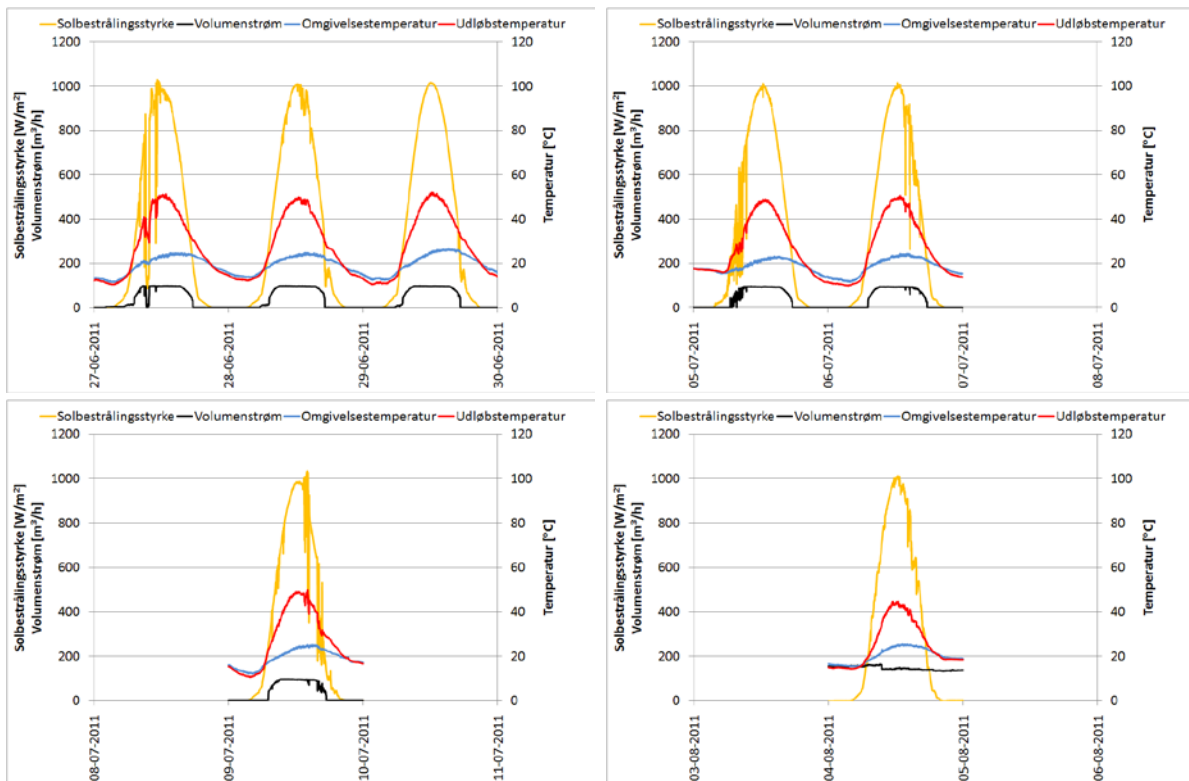 Solbestrålingsstyrke Volumenstrøm Omgivelsestemperatur Udløbstemperatur
1200 120
1000 100
800 80
600 60
400 40
200 20
0 0
Solbestrålingsstyrke [W/m²]
Volumenstrøm [m³/h]
Temperatur [°C]
27-06-2011 28-06-2011 29-06-2011 30-06-2011
Solbestrålingsstyrke Volumenstrøm Omgivelsestemperatur Udløbstemperatur
1200 120
1000 100
800 80
600 60
400 40
200 20
0 0
Solbestrålingsstyrke [W/m²]
Volumenstrøm [m³/h]
Temperatur [°C]
05-07-2011 06-07-2011 07-07-2011 08-07-2011
Solbestrålingsstyrke Volumenstrøm Omgivelsestemperatur Udløbstemperatur
1200 120
1000 100
800 80
600 60
400 40
200 20
0 0
Solbestrålingsstyrke [W/m²]
Volumenstrøm [m³/h]
Temperatur [°C]
08-07-2011 09-07-2011 10-07-2011 11-07-2011
Solbestrålingsstyrke Volumenstrøm Omgivelsestemperatur Udløbstemperatur
1200 120
1000 100
800 80
600 60
400 40
200 20
0 0
Solbestrålingsstyrke [W/m²]
Volumenstrøm [m³/h]
Temperatur [°C]
03-08-2011 04-08-2011 05-08-2011 06-08-2011